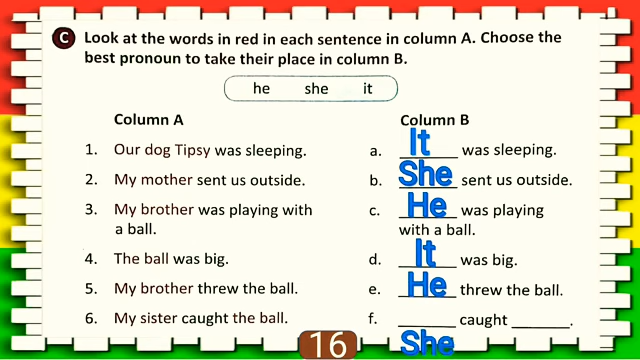 C Look at the words in red in each sentence in column A. Choose the
best pronoun to take their place in column B.
he she it
Column A Column B
1. Our dog Tipsy was sleeping. a. It was sleeping.
2. My mother sent us outside. b. She sent us outside.
3. My brother was playing with c. He was playing
a ball. with a ball.
4. The ball was big. d. It was big.
5. My brother threw the ball. e. He threw the ball.
6. My sister caught the ball. f. ______ caught ______.
She
16